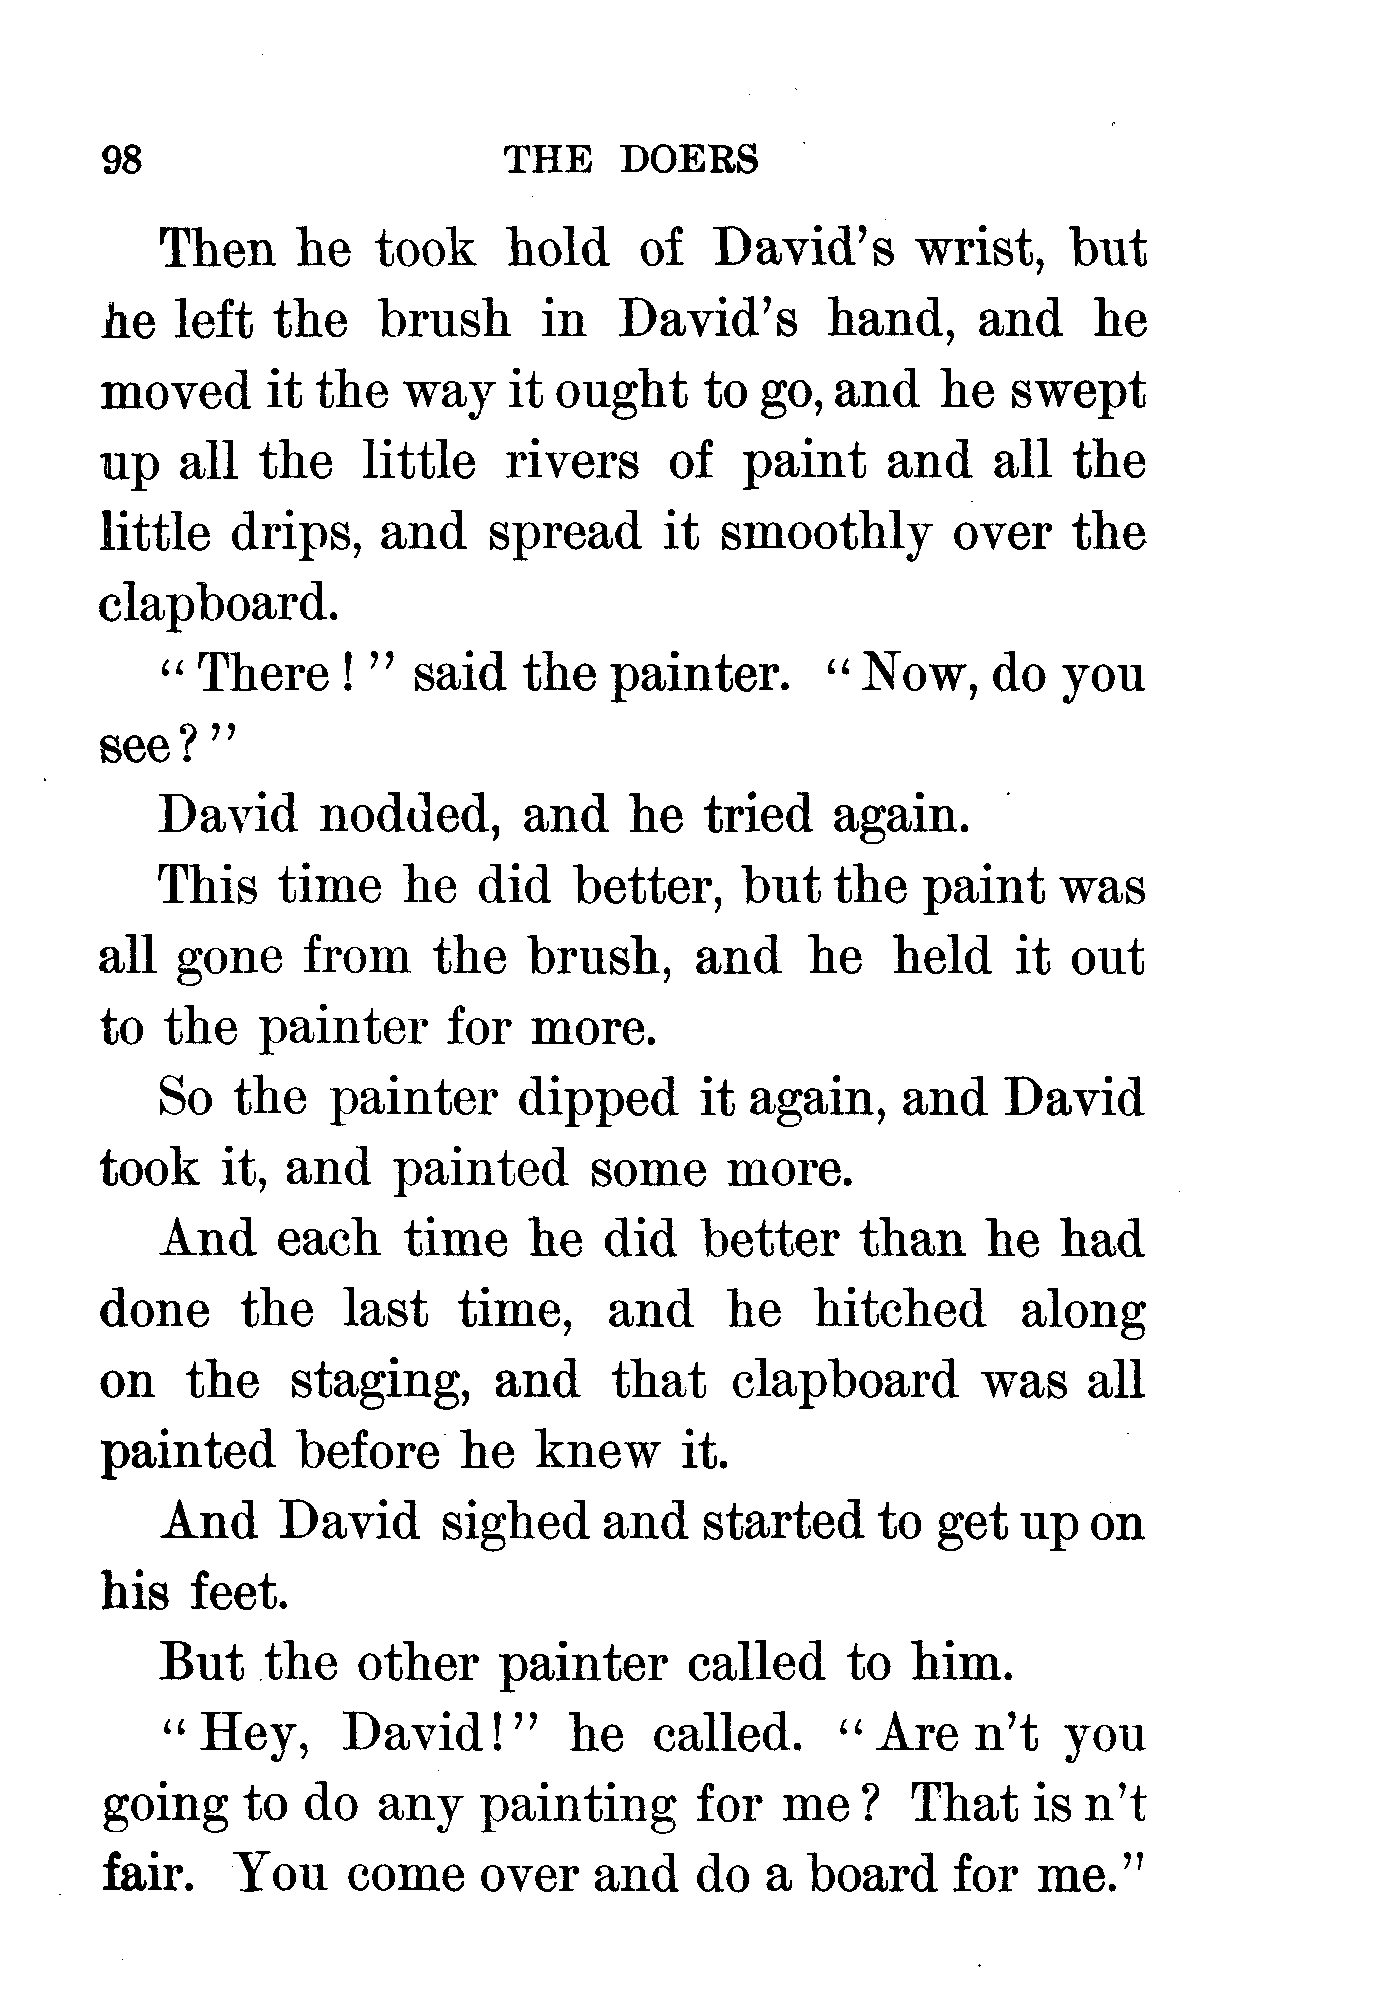 98 THE DOERS
Then he took hold of David's wrist, but
he left the brush in David's hand, and he
moved it the way it ought to go, and he swept
up all the little rivers of paint and all the
little drips, and spread it smoothly over the
clapboard.
"There!" said the painter. "Now, do you
see?"
David nodded, and he tried again.
This time he did better, but the paint was
all gone from the brush, and he held it out
to the painter for more.
So the painter dipped it again, and David
took it, and painted some more.
And each time he did better than he had
done the last time, and he hitched along
on the staging, and that clapboard was all
painted before he knew it.
And David sighed and started to get up on
his feet.
But the other painter called to him.
"Hey, David!" he called. "Are n't you
going to do any painting for me? That is n't
fair. You come over and do a board for me."